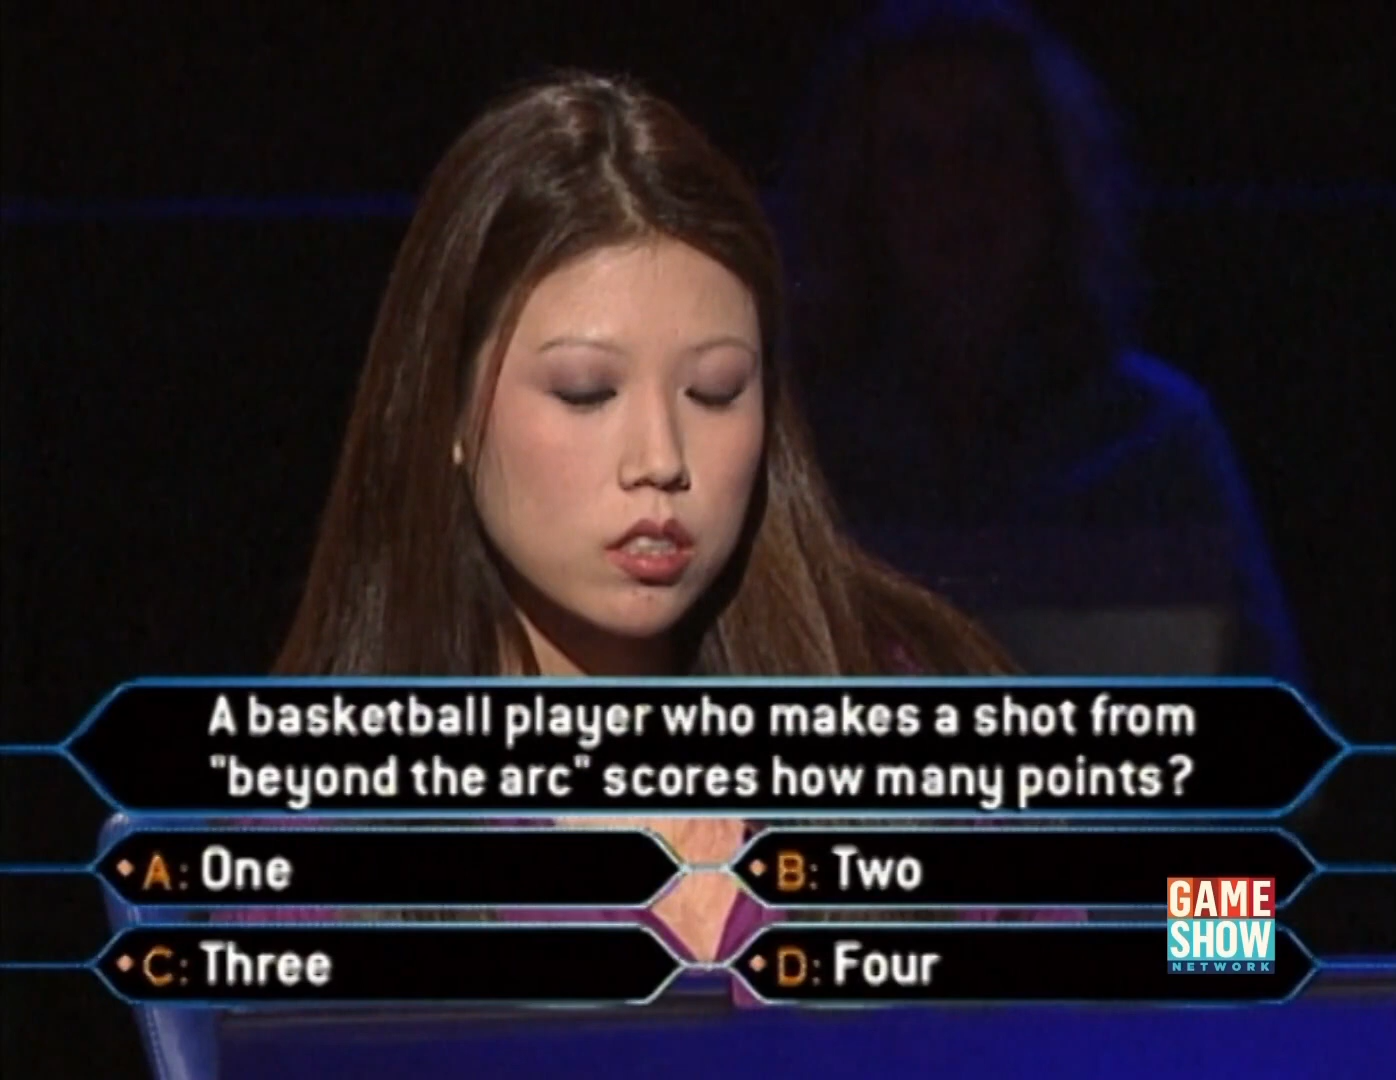 A basketball player who makes a shot from
"beyond the arc" scores how many points?
A: One
B: Two
C: Three
D: Four
GAME
SHOW
NETWORK